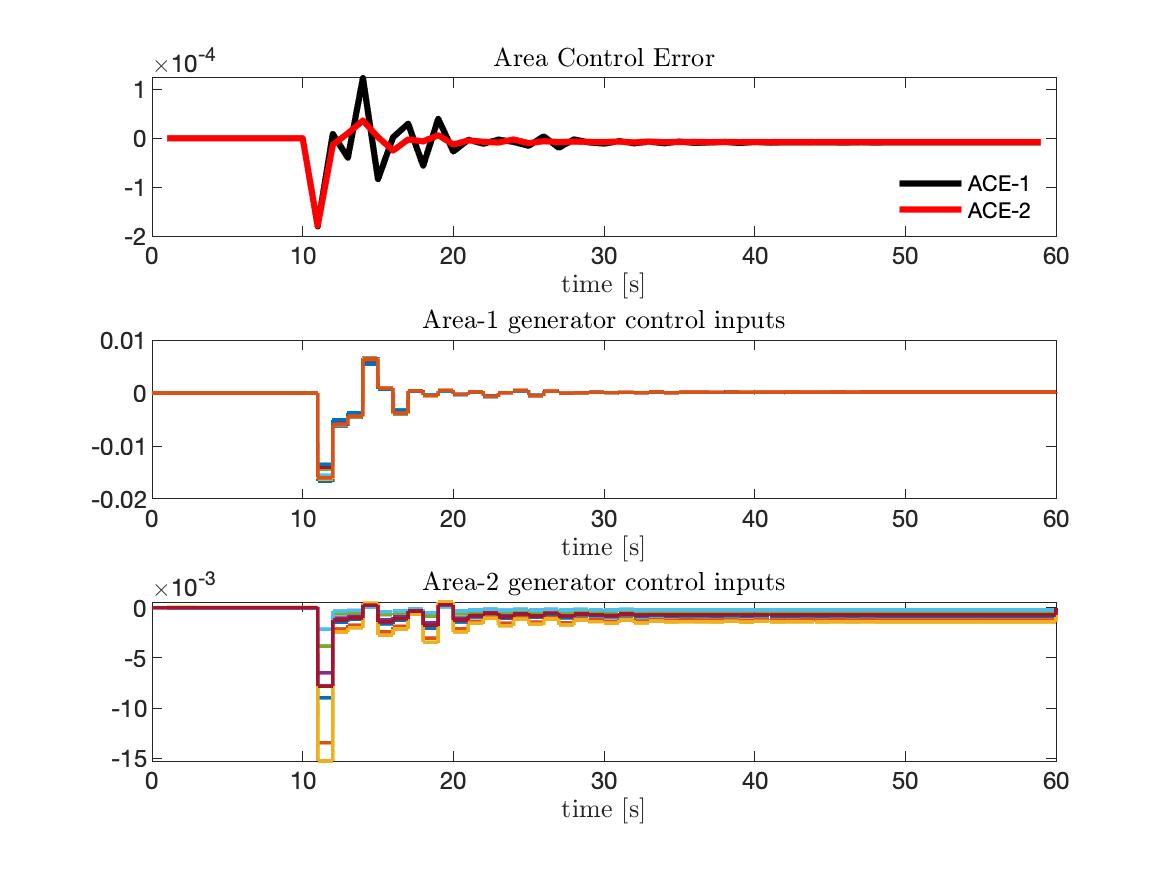 ×10-4
Area Control Error
1
0
-1
-2
ACE-1
ACE-2
0 10 20 30 40 50 60
time [s]
Area-1 generator control inputs
0.01
0
-0.01
-0.02
0 10 20 30 40 50 60
time [s]
×10-3
Area-2 generator control inputs
0
-5
-10
-15
0 10 20 30 40 50 60
time [s]